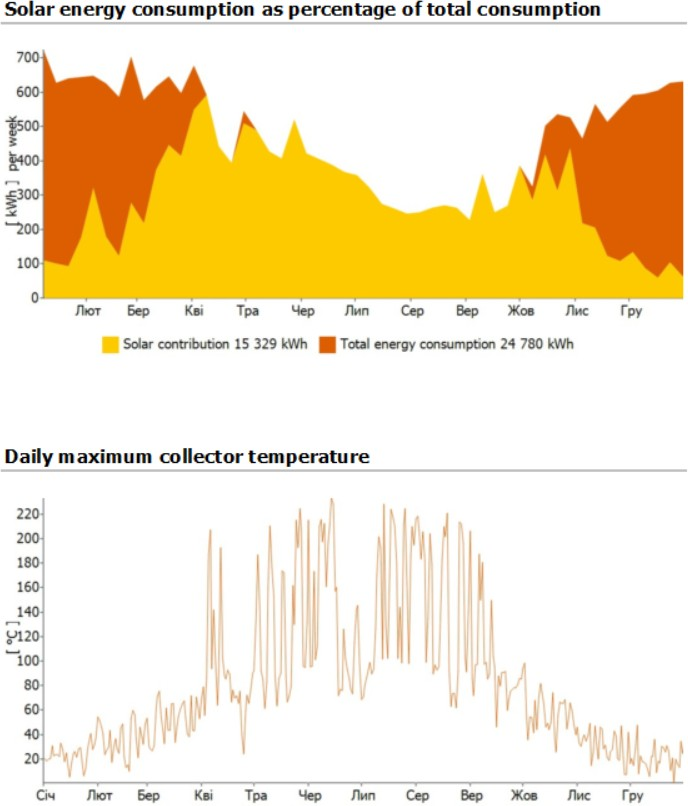 Solar energy consumption as percentage of total consumption
[ kWh ] per week
700
600
500
400
300
200
100
0
Лют Бер Кві Тра Чер Лип Сер Вер Жов Лис Гру
Solar contribution 15 329 kWh Total energy consumption 24 780 kWh
Daily maximum collector temperature
[ °C ]
220
200
180
160
140
120
100
80
60
40
20
Січ Лют Бер Кві Тра Чер Лип Сер Вер Жов Лис Гру